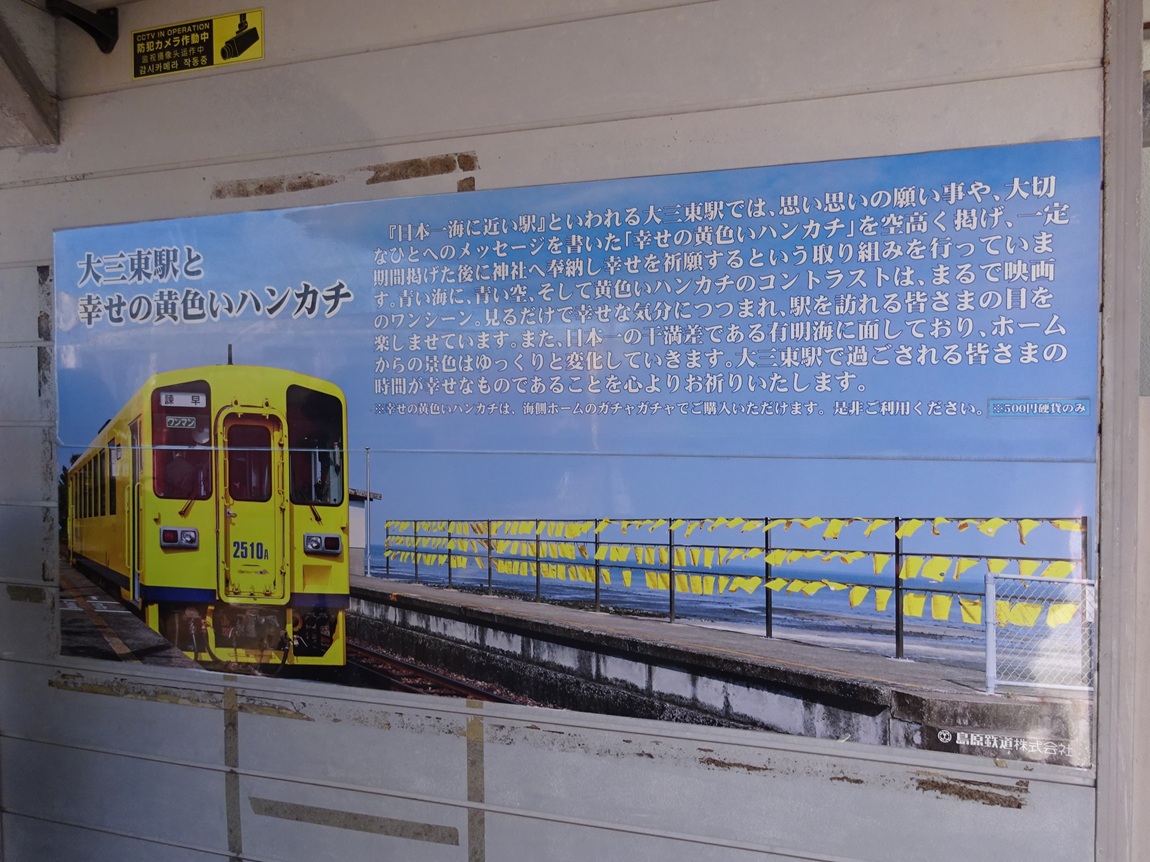 CCTV IN OPERATION
防犯カメラ作動中
监视摄像头运作中
감시카메라 작동중
大三東駅と
幸せの黄色いハンカチ
『日本一海に近い駅』といわれる大三東駅では、思い思いの願い事や、大切
なひとへのメッセージを書いた「幸せの黄色いハンカチ」を空高く掲げ、一定
期間掲げた後に神社へ奉納し幸せを祈願するという取り組みを行っていま
す。青い海に、青い空、そして黄色いハンカチのコントラストは、まるで映画
のワンシーン。見るだけで幸せな気分につつまれ、駅を訪れる皆さまの目を
楽しませています。また、日本一の干満差である有明海に面しており、ホーム
からの景色はゆっくりと変化していきます。大三東駅で過ごされる皆さまの
時間が幸せなものであることを心よりお祈りいたします。
※幸せの黄色いハンカチは、海側ホームのガチャガチャでご購入いただけます。是非ご利用ください。 ※500円硬貨のみ
諫早
ワンマン
2510A
島原鉄道株式会社